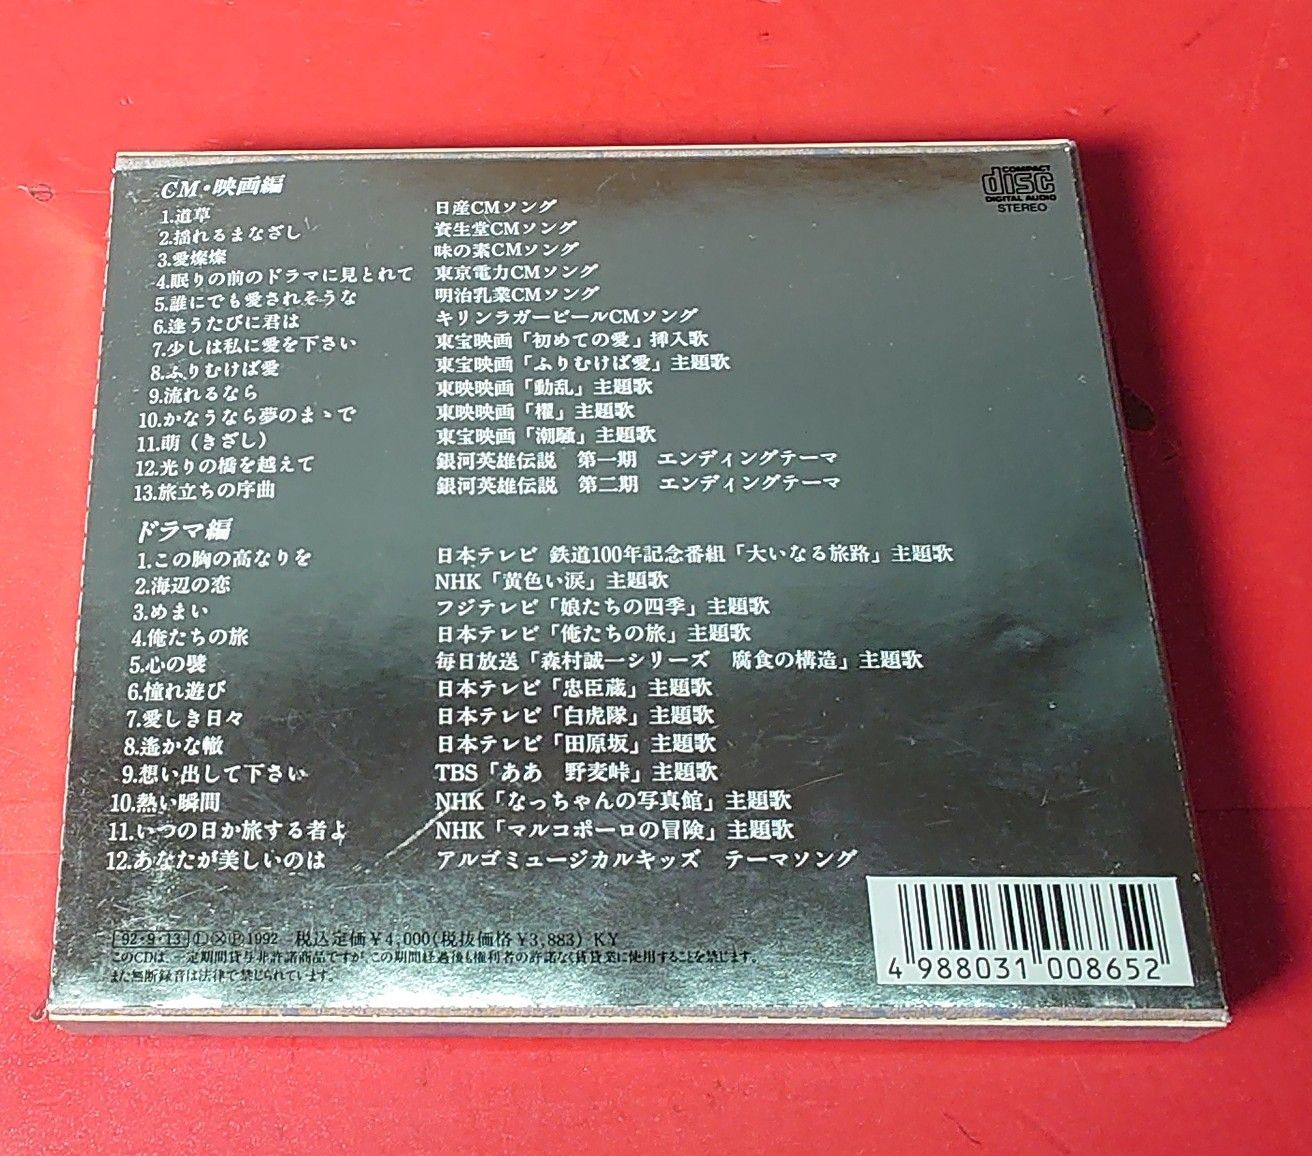 CM・映画編
COMPACT disc DIGITAL AUDIO
STEREO
1.道草 日産CMソング
2.揺れるまなざし 資生堂CMソング
3.愛燦燦 味の素CMソング
4.眠りの前のドラマに見とれて 東京電力CMソング
5.誰にでも愛されそうな 明治乳業CMソング
6.逢うたびに君は キリンラガービールCMソング
7.少しは私に愛を下さい 東宝映画「初めての愛」挿入歌
8.ふりむけば愛 東宝映画「ふりむけば愛」主題歌
9.流れるなら 東映映画「動乱」主題歌
10.かなうなら夢のまゝで 東映映画「櫂」主題歌
11.萌(きざし) 東宝映画「潮騒」主題歌
12.光りの橋を越えて 銀河英雄伝説 第一期 エンディングテーマ
13.旅立ちの序曲 銀河英雄伝説 第二期 エンディングテーマ
ドラマ編
1.この胸の高なりを 日本テレビ 鉄道100年記念番組「大いなる旅路」主題歌
2.海辺の恋 NHK「黄色い涙」主題歌
3.めまい フジテレビ「娘たちの四季」主題歌
4.俺たちの旅 日本テレビ「俺たちの旅」主題歌
5.心の襞 毎日放送「森村誠一シリーズ 腐食の構造」主題歌
6.憧れ遊び 日本テレビ「忠臣蔵」主題歌
7.愛しき日々 日本テレビ「白虎隊」主題歌
8.遙かな轍 日本テレビ「田原坂」主題歌
9.想い出して下さい TBS「ああ 野麦峠」主題歌
10.熱い瞬間 NHK「なっちゃんの写真館」主題歌
11.いつの日か旅する者よ NHK「マルコポーロの冒険」主題歌
12.あなたが美しいのは アルゴミュージカルキッズ テーマソング
92・9・13 Ⓛ Ⓧ Ⓟ1992 税込定価¥4,000(税抜価格¥3,883) KY
このCDは、一定期間貸与非許諾商品ですが、この期間経過後も権利者の許諾なく賃貸業に使用することを禁じます。
また無断録音は法律で禁じられています。
4 988031 008652